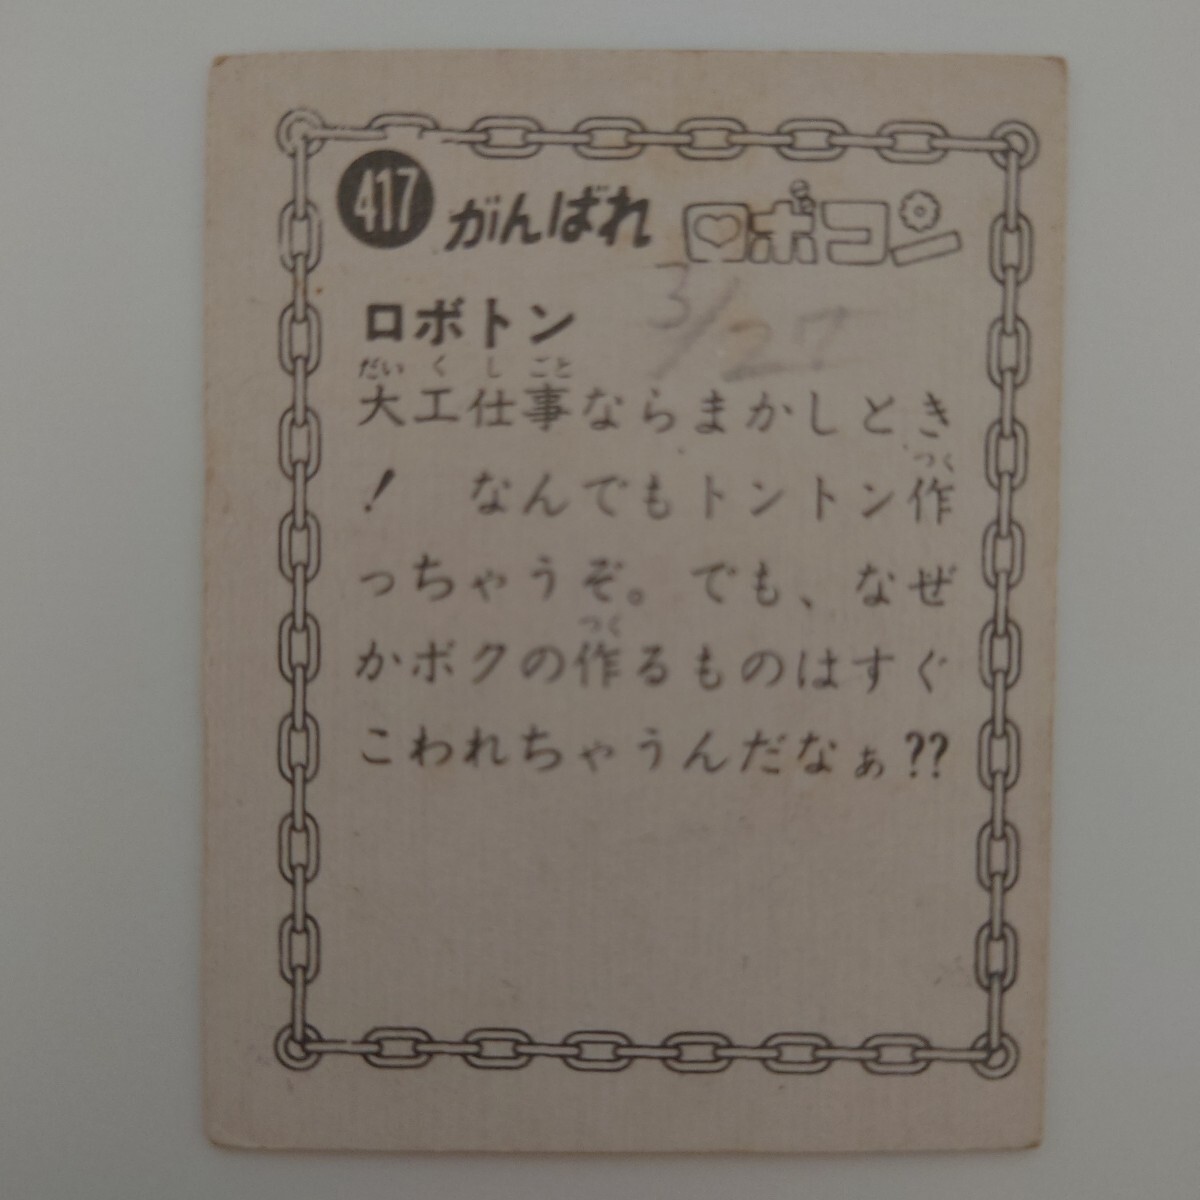 417 がんばれ ロボコン
3/27
ロボトン
だいくしごと
大工仕事ならまかしとき
つく
! なんでもトントン作
っちゃうぞ。でも、なぜ
つく
かボクの作るものはすぐ
こわれちゃうんだなぁ??